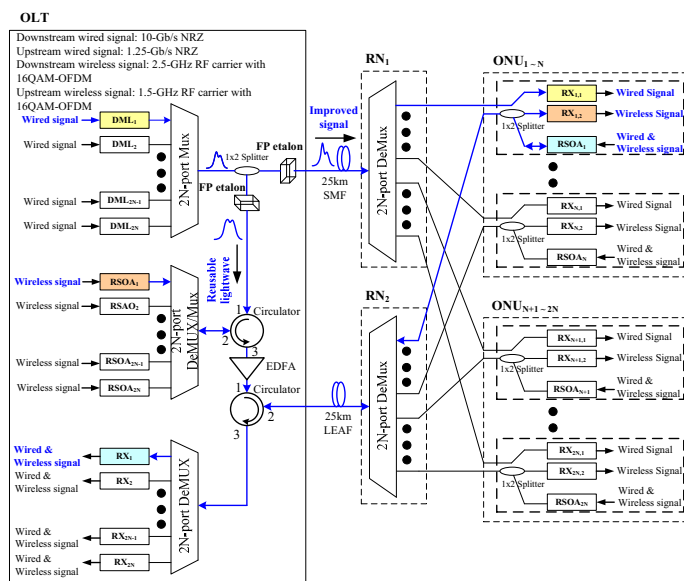 OLT
Downstream wired signal: 10-Gb/s NRZ
Upstream wired signal: 1.25-Gb/s NRZ
Downstream wireless signal: 2.5-GHz RF carrier with
16QAM-OFDM
Upstream wireless signal: 1.5-GHz RF carrier with
16QAM-OFDM
Wired signal
DML1
Wired signal
DML2
Wired signal
DML2N-1
Wired signal
DML2N
2N-port Mux
1x2 Splitter
FP etalon
FP etalon
Improved
signal
25km
SMF
Reusable
lightwave
Wireless signal
RSOA1
Wireless signal
RSAO2
Wireless signal
RSOA2N-1
Wireless signal
RSOA2N
2N-port
DeMUX/Mux
1
Circulator
2
3
EDFA
1
Circulator
2
3
25km
LEAF
Wired &
Wireless signal
RX1
Wired &
Wireless signal
RX2
Wired &
Wireless signal
RX2N-1
Wired &
Wireless signal
RX2N
2N-port DeMUX
RN1
2N-port DeMux
RN2
2N-port DeMux
ONU1 ~ N
RX1,1
Wired Signal
RX1,2
Wireless Signal
1x2 Splitter
Wired &
RSOA1
Wireless Signal
RXN,1
Wired Signal
RXN,2
Wireless Signal
1x2 Splitter
Wired &
RSOAN
Wireless Signal
ONUN+1 ~ 2N
RXN+1,1
Wired Signal
RXN+1,2
Wireless Signal
1x2 Splitter
Wired &
RSOAN+1
Wireless Signal
RX2N,1
Wired Signal
RX2N,2
Wireless Signal
1x2 Splitter
Wired &
RSOA2N
Wireless Signal